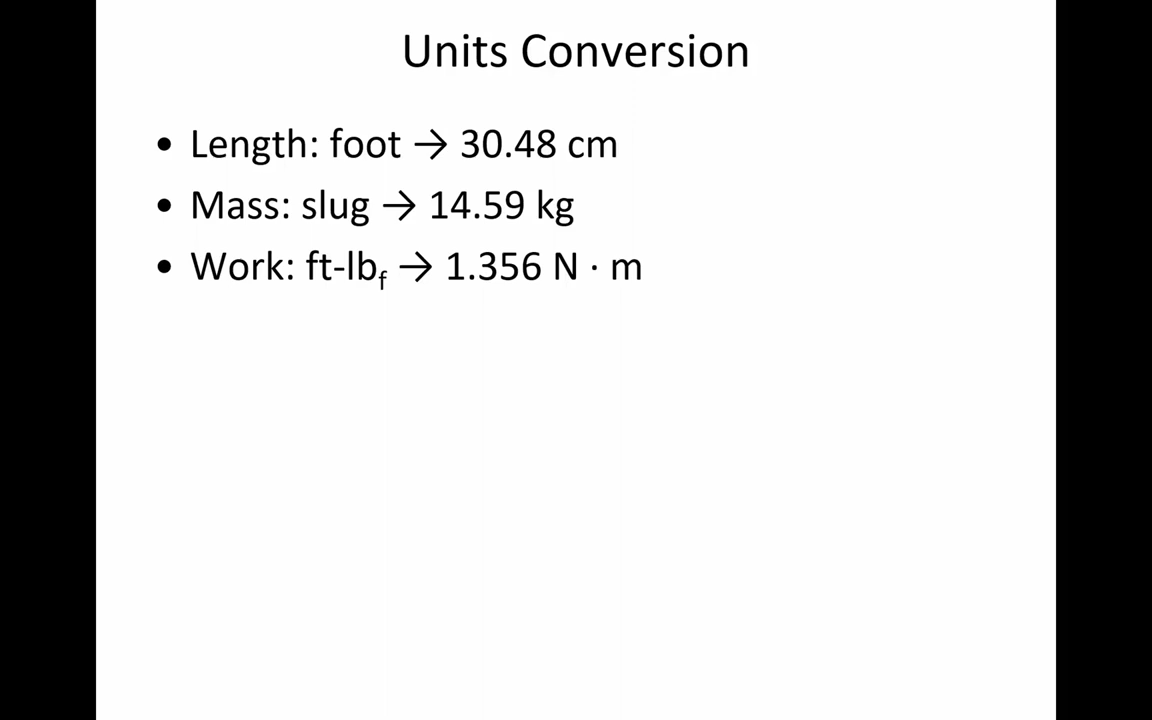 Units Conversion
• Length: foot → 30.48 cm
• Mass: slug → 14.59 kg
• Work: ft-lbf → 1.356 N · m